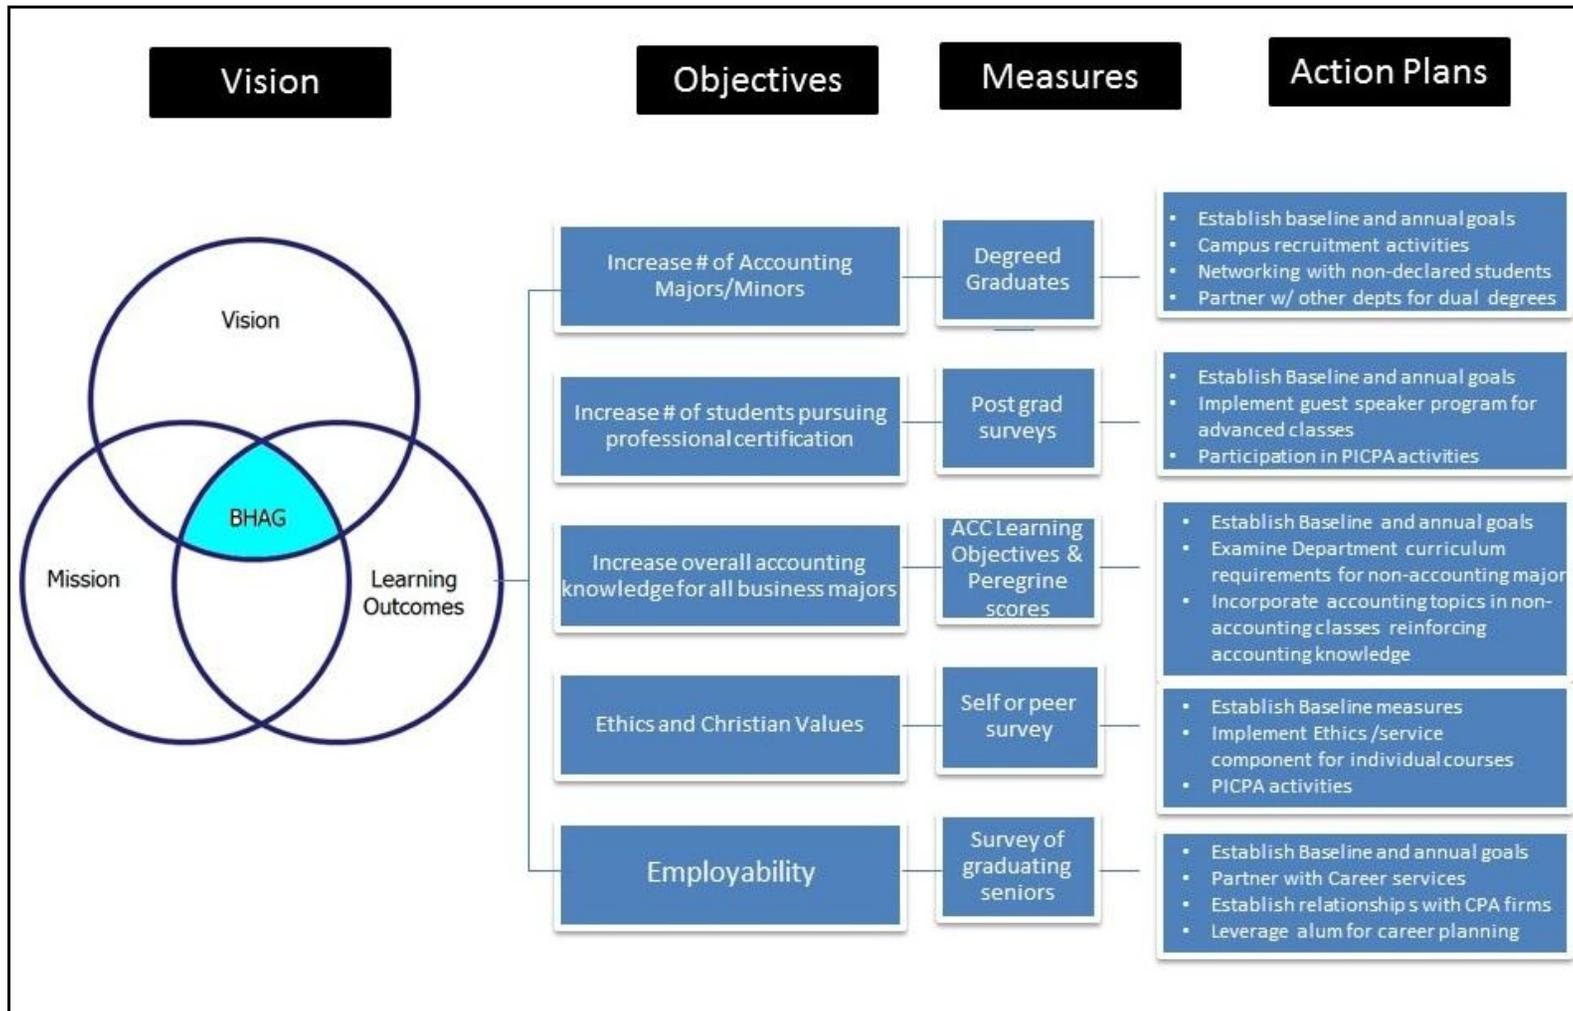 Vision
Objectives
Measures
Action Plans
Vision
BHAG
Mission
Learning
Outcomes
Increase # of Accounting
Majors/Minors
Degreed
Graduates
• Establish baseline and annual goals
• Campus recruitment activities
• Networking with non-declared students
• Partner w/ other depts for dual degrees
Increase # of students pursuing
professional certification
Post grad
surveys
• Establish Baseline and annual goals
• Implement guest speaker program for
advanced classes
• Participation in PICPA activities
Increase overall accounting
knowledge for all business majors
ACC Learning
Objectives &
Peregrine
scores
• Establish Baseline and annual goals
• Examine Department curriculum
requirements for non-accounting major
• Incorporate accounting topics in non-
accounting classes reinforcing
accounting knowledge
Ethics and Christian Values
Self or peer
survey
• Establish Baseline measures
• Implement Ethics /service
component for individual courses
• PICPA activities
Employability
Survey of
graduating
seniors
• Establish Baseline and annual goals
• Partner with Career services
• Establish relationship s with CPA firms
• Leverage alum for career planning